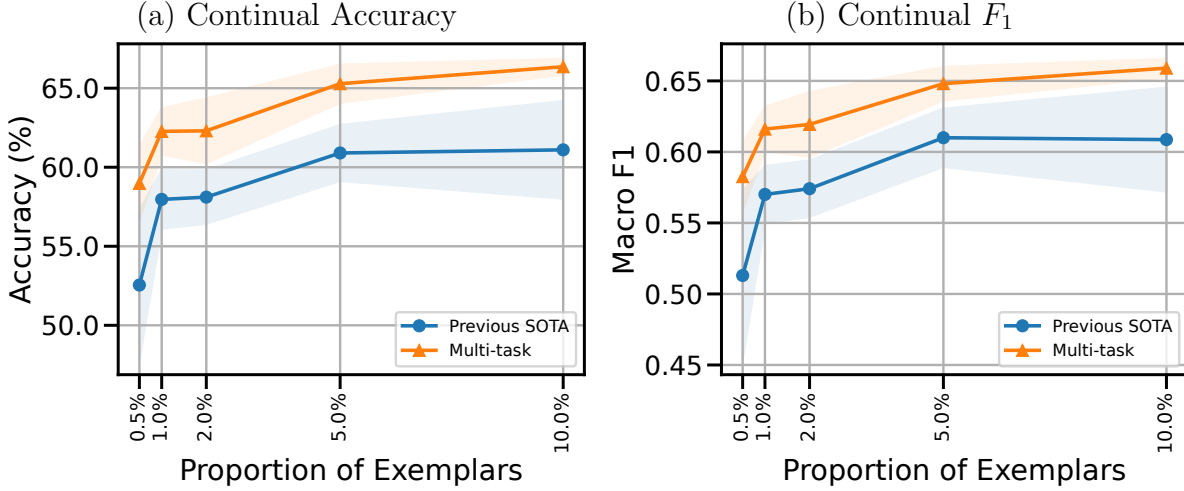 (a) Continual Accuracy
Accuracy (%)
65.0
60.0
55.0
50.0
Previous SOTA
Multi-task
0.5%
1.0%
2.0%
5.0%
10.0%
Proportion of Exemplars
(b) Continual F1
Macro F1
0.65
0.60
0.55
0.50
0.45
Previous SOTA
Multi-task
0.5%
1.0%
2.0%
5.0%
10.0%
Proportion of Exemplars